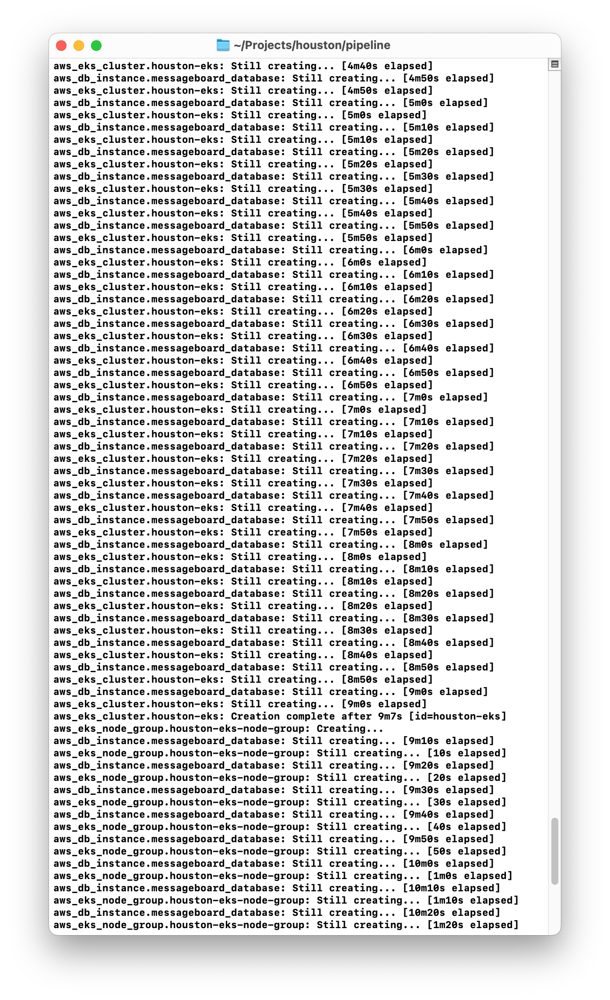 ~/Projects/houston/pipeline
aws_eks_cluster.houston-eks: Still creating... [4m40s elapsed]
aws_db_instance.messageboard_database: Still creating... [4m50s elapsed]
aws_eks_cluster.houston-eks: Still creating... [4m50s elapsed]
aws_db_instance.messageboard_database: Still creating... [5m0s elapsed]
aws_eks_cluster.houston-eks: Still creating... [5m0s elapsed]
aws_db_instance.messageboard_database: Still creating... [5m10s elapsed]
aws_eks_cluster.houston-eks: Still creating... [5m10s elapsed]
aws_db_instance.messageboard_database: Still creating... [5m20s elapsed]
aws_eks_cluster.houston-eks: Still creating... [5m20s elapsed]
aws_db_instance.messageboard_database: Still creating... [5m30s elapsed]
aws_eks_cluster.houston-eks: Still creating... [5m30s elapsed]
aws_db_instance.messageboard_database: Still creating... [5m40s elapsed]
aws_eks_cluster.houston-eks: Still creating... [5m40s elapsed]
aws_db_instance.messageboard_database: Still creating... [5m50s elapsed]
aws_eks_cluster.houston-eks: Still creating... [5m50s elapsed]
aws_db_instance.messageboard_database: Still creating... [6m0s elapsed]
aws_eks_cluster.houston-eks: Still creating... [6m0s elapsed]
aws_db_instance.messageboard_database: Still creating... [6m10s elapsed]
aws_eks_cluster.houston-eks: Still creating... [6m10s elapsed]
aws_db_instance.messageboard_database: Still creating... [6m20s elapsed]
aws_eks_cluster.houston-eks: Still creating... [6m20s elapsed]
aws_db_instance.messageboard_database: Still creating... [6m30s elapsed]
aws_eks_cluster.houston-eks: Still creating... [6m30s elapsed]
aws_db_instance.messageboard_database: Still creating... [6m40s elapsed]
aws_eks_cluster.houston-eks: Still creating... [6m40s elapsed]
aws_db_instance.messageboard_database: Still creating... [6m50s elapsed]
aws_eks_cluster.houston-eks: Still creating... [6m50s elapsed]
aws_db_instance.messageboard_database: Still creating... [7m0s elapsed]
aws_eks_cluster.houston-eks: Still creating... [7m0s elapsed]
aws_db_instance.messageboard_database: Still creating... [7m10s elapsed]
aws_eks_cluster.houston-eks: Still creating... [7m10s elapsed]
aws_db_instance.messageboard_database: Still creating... [7m20s elapsed]
aws_eks_cluster.houston-eks: Still creating... [7m20s elapsed]
aws_db_instance.messageboard_database: Still creating... [7m30s elapsed]
aws_eks_cluster.houston-eks: Still creating... [7m30s elapsed]
aws_db_instance.messageboard_database: Still creating... [7m40s elapsed]
aws_eks_cluster.houston-eks: Still creating... [7m40s elapsed]
aws_db_instance.messageboard_database: Still creating... [7m50s elapsed]
aws_eks_cluster.houston-eks: Still creating... [7m50s elapsed]
aws_db_instance.messageboard_database: Still creating... [8m0s elapsed]
aws_eks_cluster.houston-eks: Still creating... [8m0s elapsed]
aws_db_instance.messageboard_database: Still creating... [8m10s elapsed]
aws_eks_cluster.houston-eks: Still creating... [8m10s elapsed]
aws_db_instance.messageboard_database: Still creating... [8m20s elapsed]
aws_eks_cluster.houston-eks: Still creating... [8m20s elapsed]
aws_db_instance.messageboard_database: Still creating... [8m30s elapsed]
aws_eks_cluster.houston-eks: Still creating... [8m30s elapsed]
aws_db_instance.messageboard_database: Still creating... [8m40s elapsed]
aws_eks_cluster.houston-eks: Still creating... [8m40s elapsed]
aws_db_instance.messageboard_database: Still creating... [8m50s elapsed]
aws_eks_cluster.houston-eks: Still creating... [8m50s elapsed]
aws_db_instance.messageboard_database: Still creating... [9m0s elapsed]
aws_eks_cluster.houston-eks: Still creating... [9m0s elapsed]
aws_eks_cluster.houston-eks: Creation complete after 9m7s [id=houston-eks]
aws_eks_node_group.houston-eks-node-group: Creating...
aws_db_instance.messageboard_database: Still creating... [9m10s elapsed]
aws_eks_node_group.houston-eks-node-group: Still creating... [10s elapsed]
aws_db_instance.messageboard_database: Still creating... [9m20s elapsed]
aws_eks_node_group.houston-eks-node-group: Still creating... [20s elapsed]
aws_db_instance.messageboard_database: Still creating... [9m30s elapsed]
aws_eks_node_group.houston-eks-node-group: Still creating... [30s elapsed]
aws_db_instance.messageboard_database: Still creating... [9m40s elapsed]
aws_eks_node_group.houston-eks-node-group: Still creating... [40s elapsed]
aws_db_instance.messageboard_database: Still creating... [9m50s elapsed]
aws_eks_node_group.houston-eks-node-group: Still creating... [50s elapsed]
aws_db_instance.messageboard_database: Still creating... [10m0s elapsed]
aws_eks_node_group.houston-eks-node-group: Still creating... [1m0s elapsed]
aws_db_instance.messageboard_database: Still creating... [10m10s elapsed]
aws_eks_node_group.houston-eks-node-group: Still creating... [1m10s elapsed]
aws_db_instance.messageboard_database: Still creating... [10m20s elapsed]
aws_eks_node_group.houston-eks-node-group: Still creating... [1m20s elapsed]